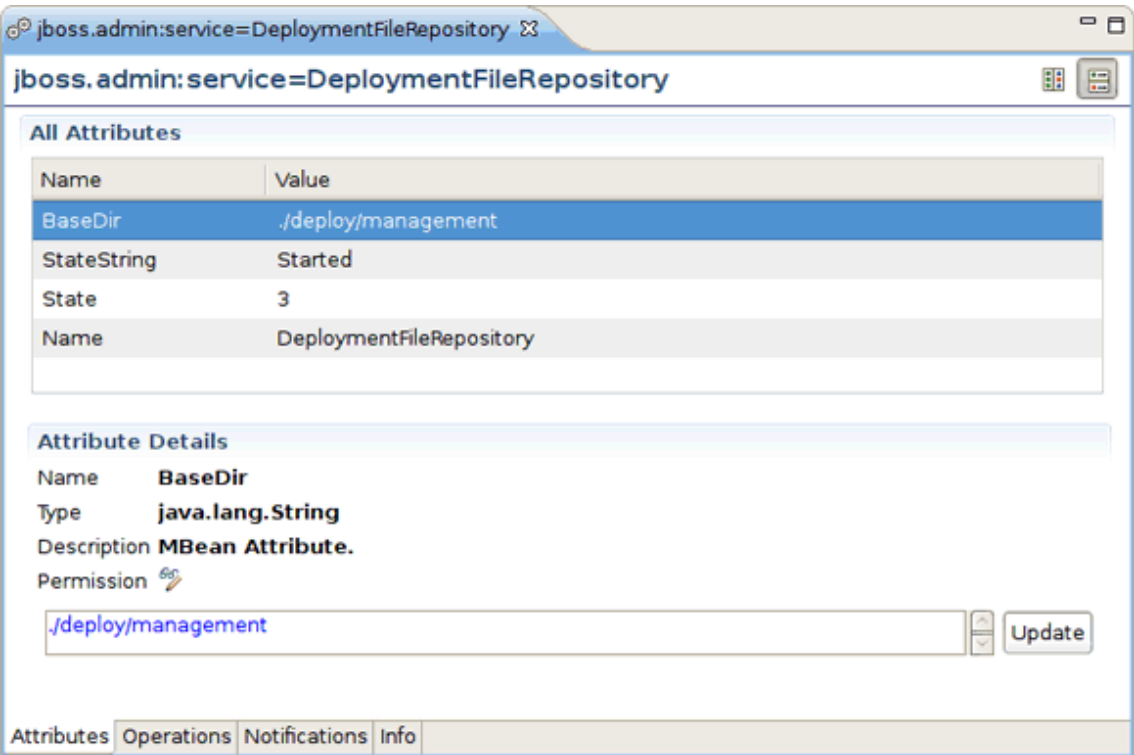 jboss.admin:service=DeploymentFileRepository
jboss.admin:service=DeploymentFileRepository
All Attributes
Name Value
BaseDir ./deploy/management
StateString Started
State 3
Name DeploymentFileRepository
Attribute Details
Name BaseDir
Type java.lang.String
Description MBean Attribute.
Permission
./deploy/management Update
Attributes Operations Notifications Info